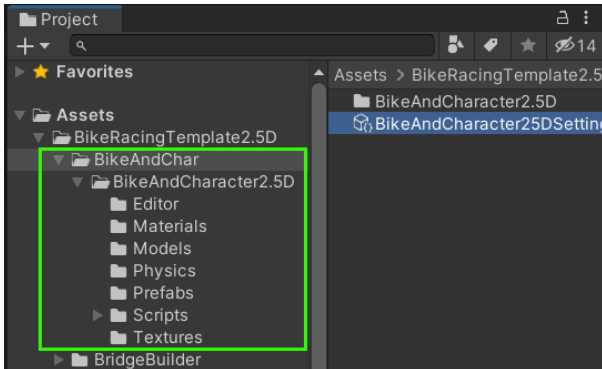 Project
14
Favorites
Assets > BikeRacingTemplate2.5
BikeAndCharacter2.5D
Assets
BikeAndCharacter25DSetting
BikeRacingTemplate2.5D
BikeAndChar
BikeAndCharacter2.5D
Editor
Materials
Models
Physics
Prefabs
Scripts
Textures
BridgeBuilder